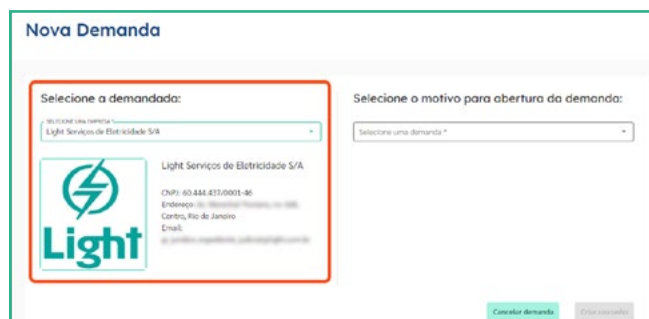 Nova Demanda
Selecione a demandada:
SELECIONE UMA EMPRESA *
Light Serviços de Eletricidade S/A
Light
Light Serviços de Eletricidade S/A
CNPJ: 60.444.437/0001-46
Endereço:
Centro, Rio de Janeiro
Email:
Selecione o motivo para abertura da demanda:
Selecione uma demanda *
Cancelar demanda